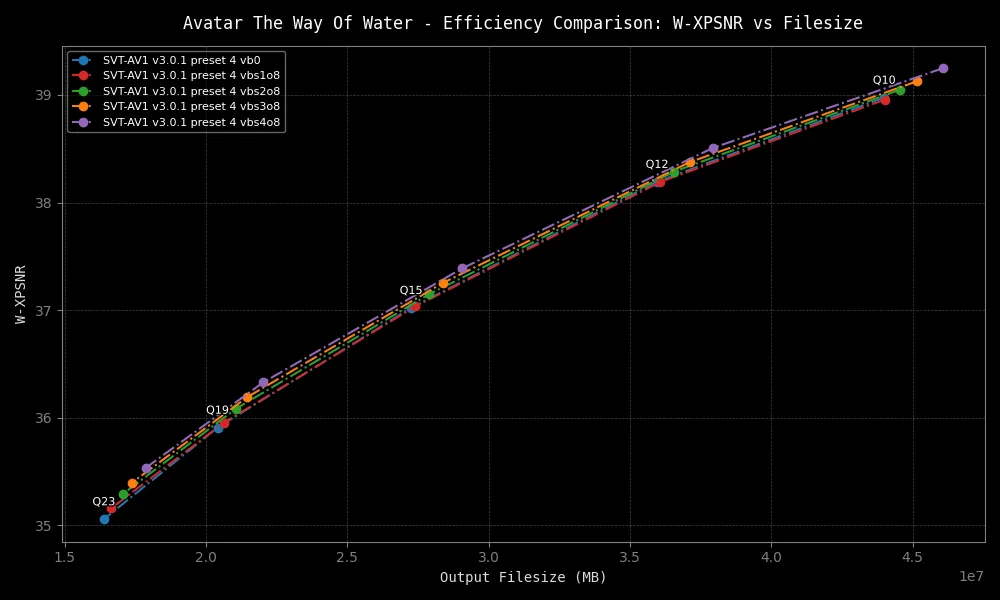 Avatar The Way Of Water - Efficiency Comparison: W-XPSNR vs Filesize
SVT-AV1 v3.0.1 preset 4 vb0
SVT-AV1 v3.0.1 preset 4 vbs1o8
SVT-AV1 v3.0.1 preset 4 vbs2o8
SVT-AV1 v3.0.1 preset 4 vbs3o8
SVT-AV1 v3.0.1 preset 4 vbs4o8
Q10
39
Q12
38
W-XPSNR
Q15
37
Q19
36
Q23
35
1.5 2.0 2.5 3.0 3.5 4.0 4.5
1e7
Output Filesize (MB)